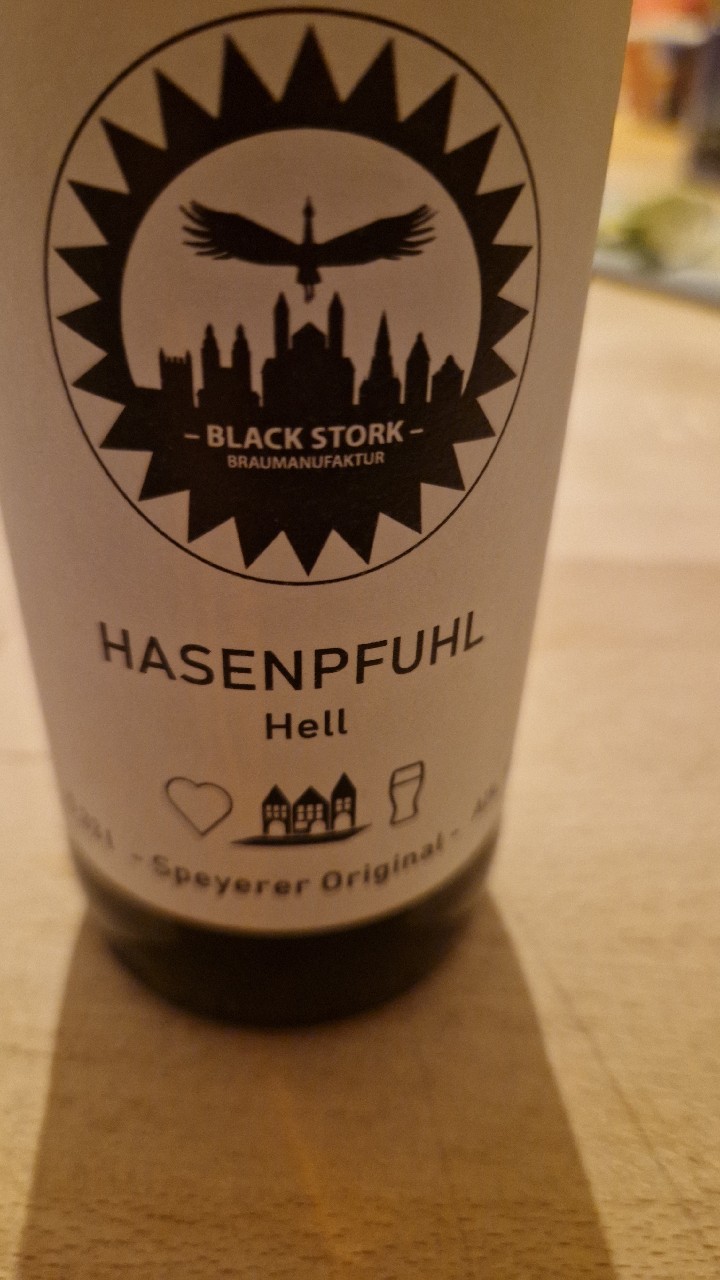 – BLACK STORK –
BRAUMANUFAKTUR
HASENPFUHL
Hell
- Speyerer Original -